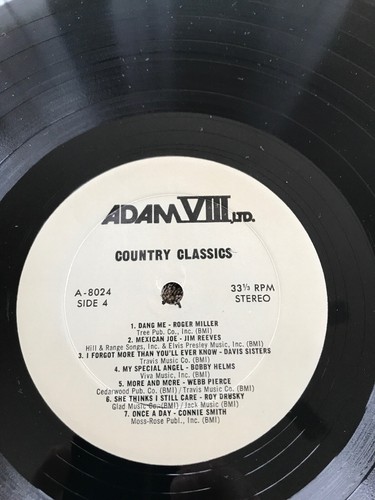 ADAM VIII, LTD.
COUNTRY CLASSICS
A-8024
SIDE 4
33⅓ RPM
STEREO
1. DANG ME - ROGER MILLER
Tree Pub. Co., Inc. (BMI)
2. MEXICAN JOE - JIM REEVES
Hill & Range Songs, Inc. & Elvis Presley Music, Inc. (BMI)
3. I FORGOT MORE THAN YOU'LL EVER KNOW - DAVIS SISTERS
Travis Music Co. (BMI)
4. MY SPECIAL ANGEL - BOBBY HELMS
Viva Music, Inc. (BMI)
5. MORE AND MORE - WEBB PIERCE
Cedarwood Pub. Co. (BMI)/ Travis Music Co. (BMI)
6. SHE THINKS I STILL CARE - ROY DRUSKY
Glad Music Co. (BMI)/ Jack Music (BMI)
7. ONCE A DAY - CONNIE SMITH
Moss-Rose Publ., Inc. (BMI)